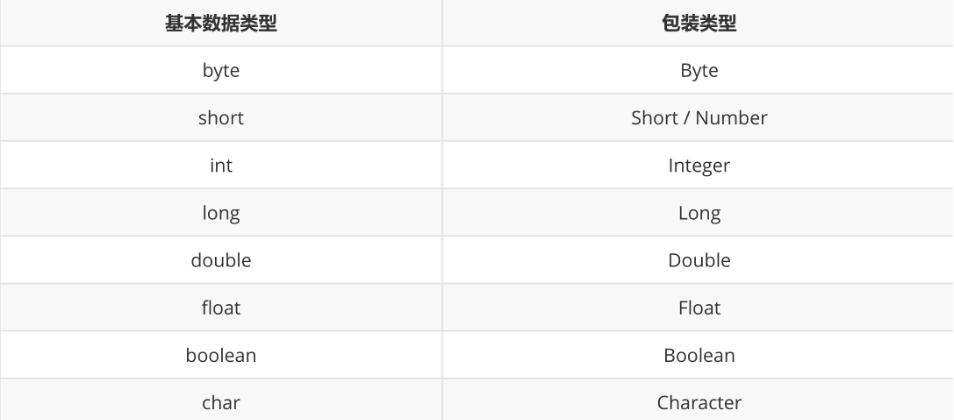 基本数据类型 包装类型
byte Byte
short Short / Number
int Integer
long Long
double Double
float Float
boolean Boolean
char Character